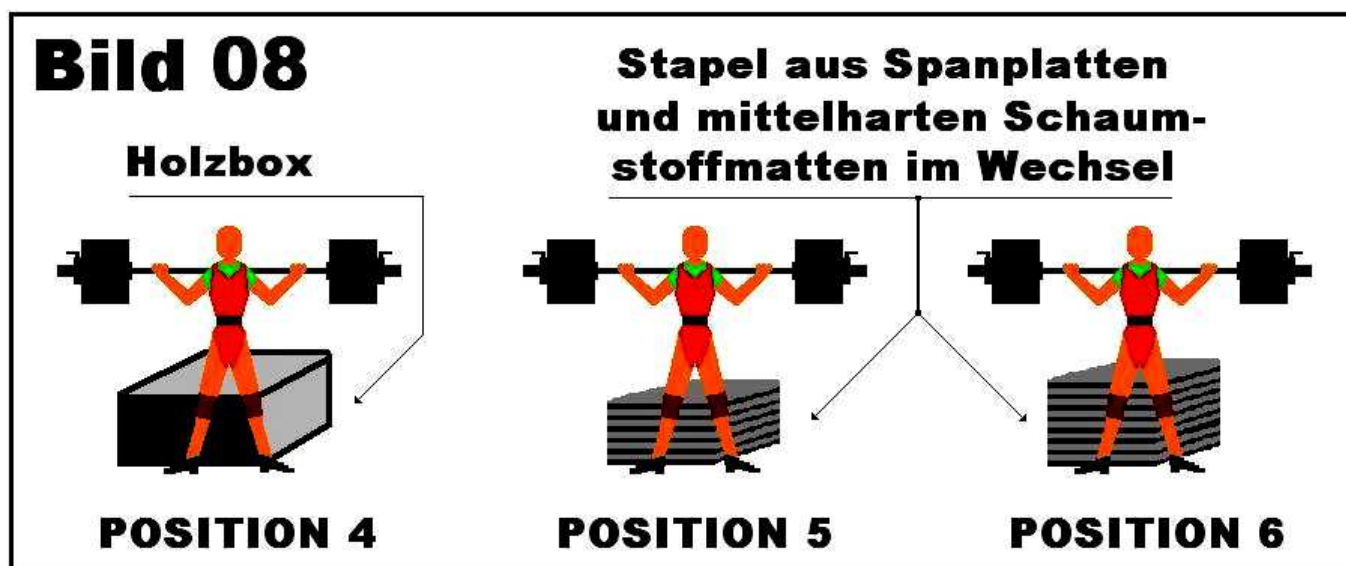 Bild 08
Stapel aus Spanplatten
und mittelharten Schaum-
stoffmatten im Wechsel
Holzbox
POSITION 4
POSITION 5
POSITION 6